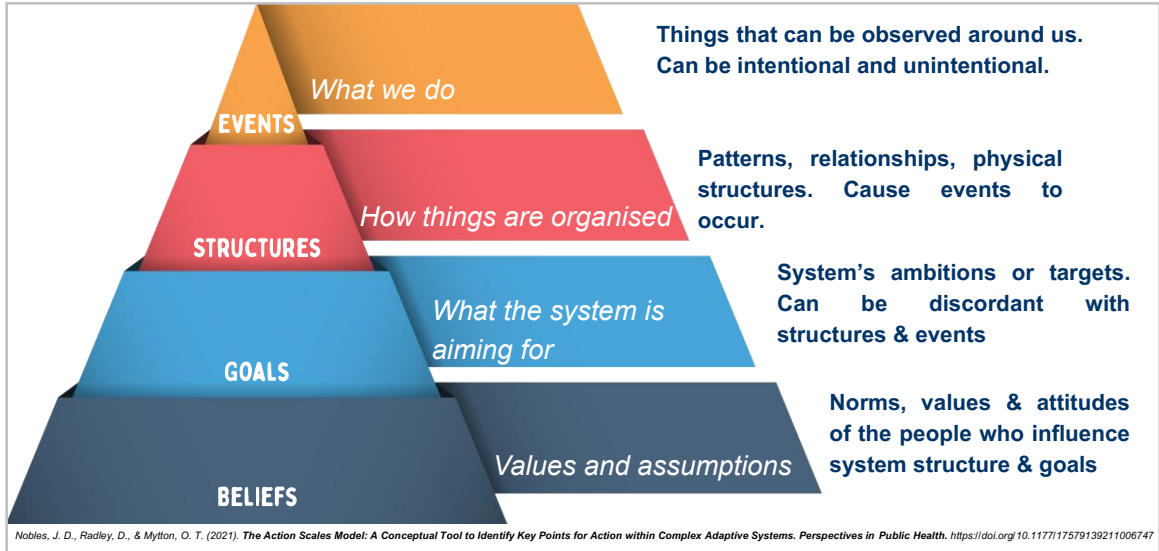 Things that can be observed around us.
Can be intentional and unintentional.
What we do
EVENTS
Patterns, relationships, physical
structures. Cause events to
occur.
How things are organised
STRUCTURES
System's ambitions or targets.
Can be discordant with
structures & events
What the system is
aiming for
GOALS
Norms, values & attitudes
of the people who influence
system structure & goals
Values and assumptions
BELIEFS
Nobles, J. D., Radley, D., & Mytton, O. T. (2021). The Action Scales Model: A Conceptual Tool to Identify Key Points for Action within Complex Adaptive Systems. Perspectives in Public Health. https://doi.org/10.1177/17579139211006747